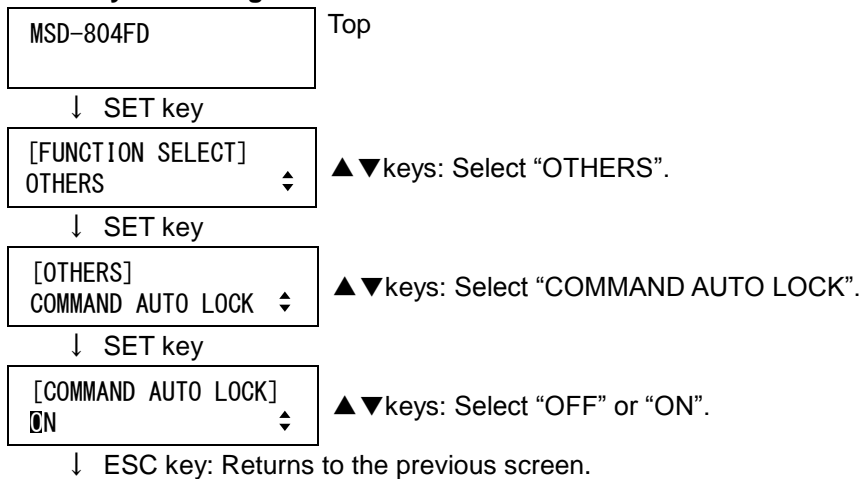 MSD-804FD
Top
↓ SET key
[FUNCTION SELECT]
OTHERS
▲▼keys: Select “OTHERS”.
↓ SET key
[OTHERS]
COMMAND AUTO LOCK
▲▼keys: Select “COMMAND AUTO LOCK”.
↓ SET key
[COMMAND AUTO LOCK]
ON
▲▼keys: Select “OFF” or “ON”.
↓ ESC key: Returns to the previous screen.